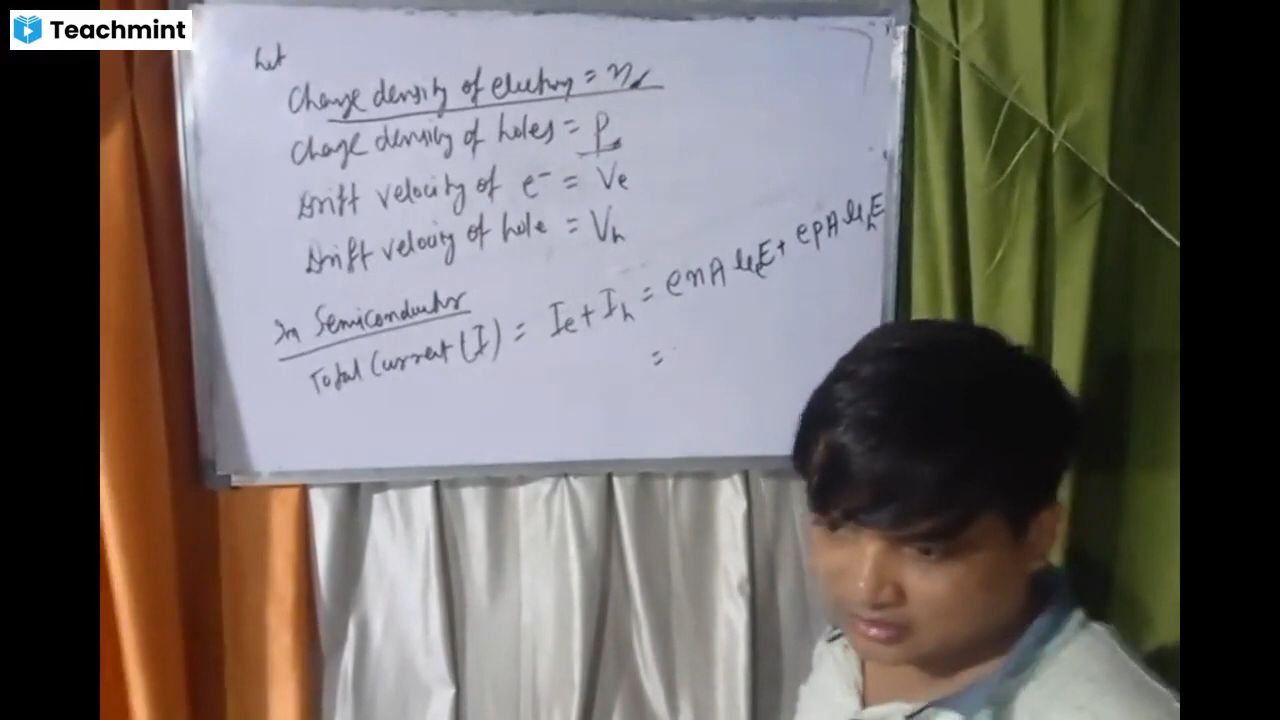 Teachmint
Let
Charge density of electron = n
Charge density of holes = P
Drift velocity of e⁻ = Ve
Drift velocity of hole = Vh
In Semiconductor
Total Current (I) = Ie + Ih = enAμeE + epAμhE
=